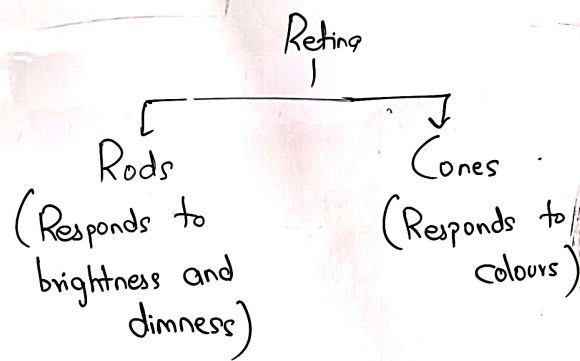 Retina
Rods
(Responds to
brightness and
dimness)
Cones
(Responds to
colours)